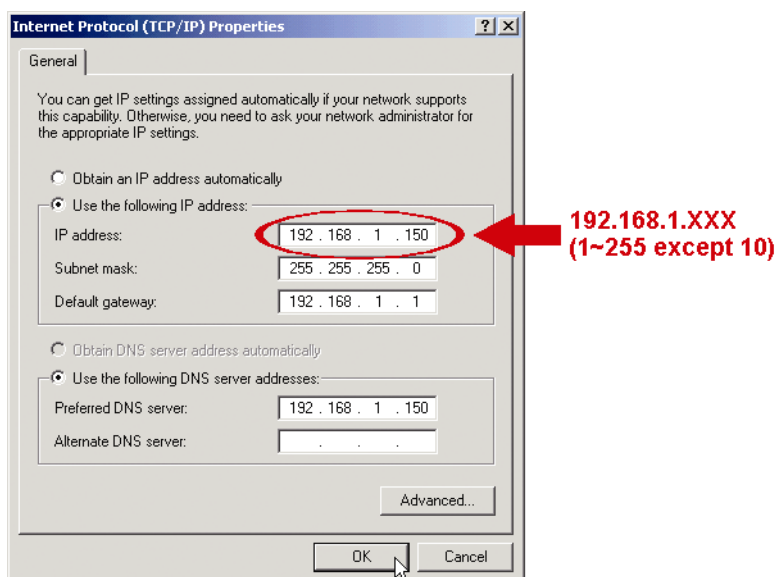 Internet Protocol (TCP/IP) Properties
General
You can get IP settings assigned automatically if your network supports
this capability. Otherwise, you need to ask your network administrator for
the appropriate IP settings.
Obtain an IP address automatically
Use the following IP address:
IP address: 192 . 168 . 1 . 150
Subnet mask: 255 . 255 . 255 . 0
Default gateway: 192 . 168 . 1 . 1
192.168.1.XXX
(1~255 except 10)
Obtain DNS server address automatically
Use the following DNS server addresses:
Preferred DNS server: 192 . 168 . 1 . 150
Alternate DNS server: . . .
Advanced...
OK Cancel